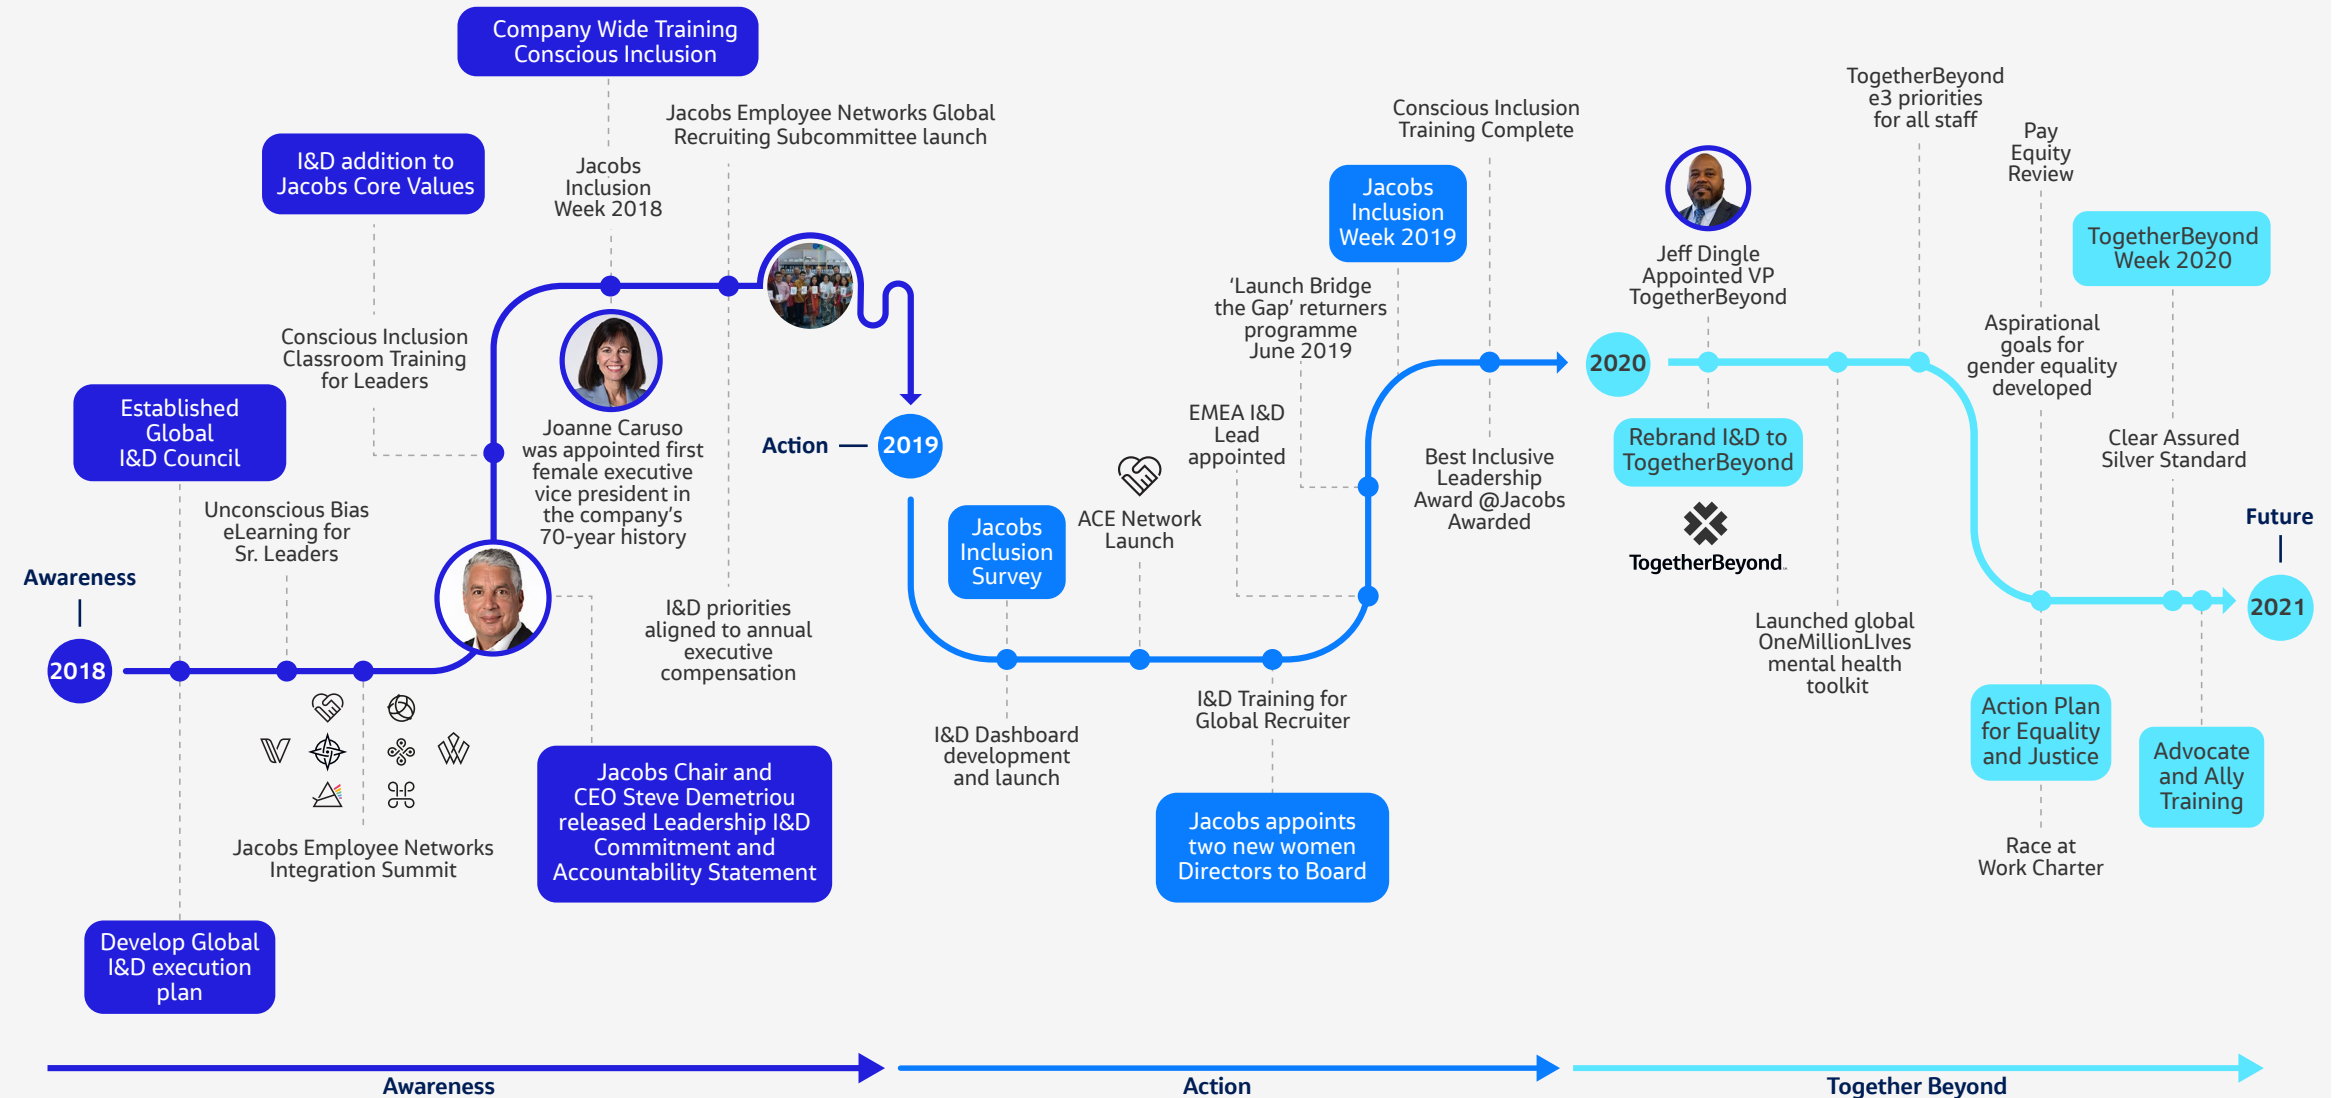 Awareness
2018
Established
Global
I&D Council
Develop Global
I&D execution
plan
Unconscious Bias
eLearning for
Sr. Leaders
Jacobs Employee Networks
Integration Summit
I&D addition to
Jacobs Core Values
Conscious Inclusion
Classroom Training
for Leaders
Jacobs Chair and
CEO Steve Demetriou
released Leadership I&D
Commitment and
Accountability Statement
Company Wide Training
Conscious Inclusion
Jacobs
Inclusion
Week 2018
Joanne Caruso
was appointed first
female executive
vice president in
the company's
70-year history
Jacobs Employee Networks Global
Recruiting Subcommittee launch
I&D priorities
aligned to annual
executive
compensation
Action
2019
Jacobs
Inclusion
Survey
I&D Dashboard
development
and launch
ACE Network
Launch
I&D Training for
Global Recruiter
Jacobs appoints
two new women
Directors to Board
EMEA I&D
Lead
appointed
‘Launch Bridge
the Gap’ returners
programme
June 2019
Jacobs
Inclusion
Week 2019
Conscious Inclusion
Training Complete
Best Inclusive
Leadership
Award @Jacobs
Awarded
2020
Jeff Dingle
Appointed VP
TogetherBeyond
Rebrand I&D to
TogetherBeyond
TogetherBeyond
Launched global
OneMillionLIves
mental health
toolkit
TogetherBeyond
e3 priorities
for all staff
Pay
Equity
Review
Aspirational
goals for
gender equality
developed
Action Plan
for Equality
and Justice
Race at
Work Charter
TogetherBeyond
Week 2020
Clear Assured
Silver Standard
Advocate
and Ally
Training
Future
2021
Awareness
Action
Together Beyond